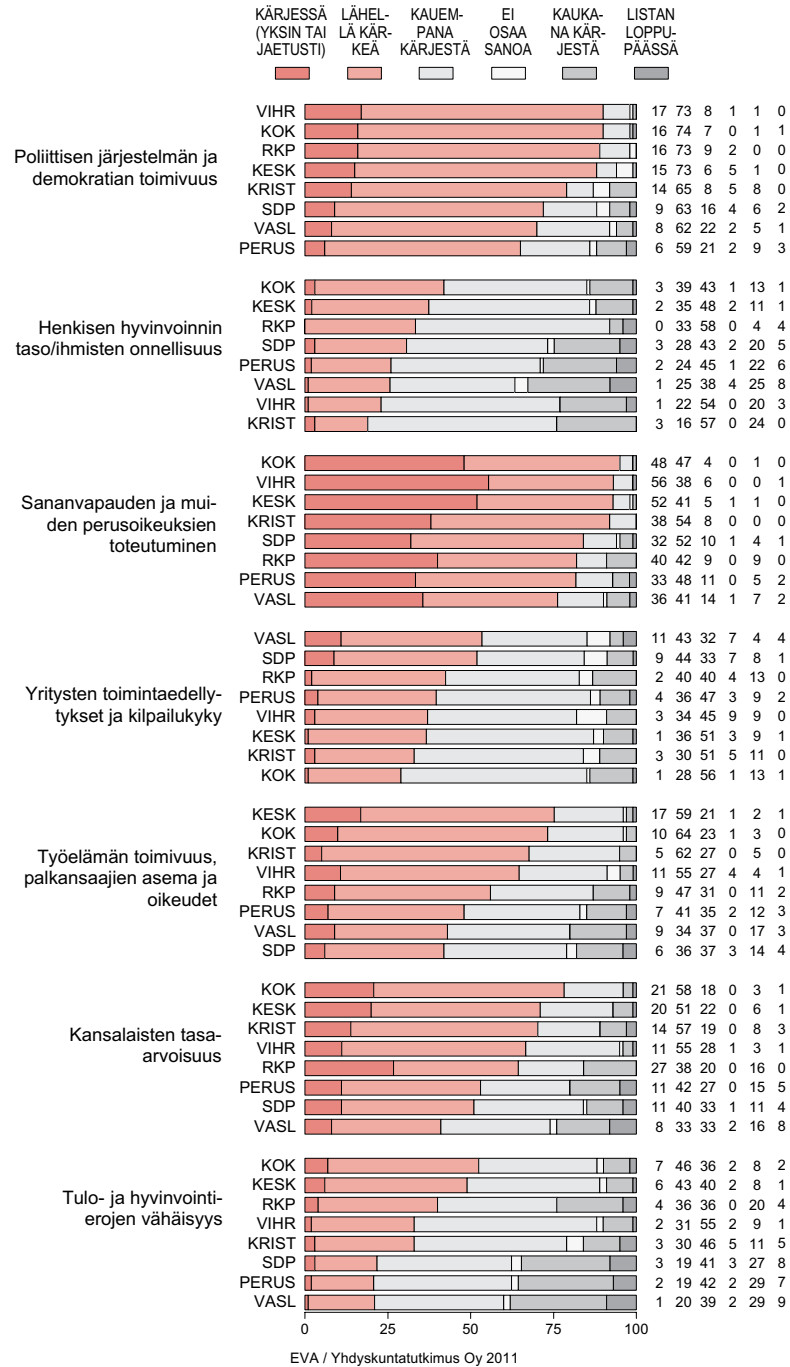 KÄRJESSÄ (YKSIN TAI JAETUSTI)
LÄHEL-LÄ KÄR-KEÄ
KAUEM-PANA KÄRJESTÄ
EI OSAA SANOA
KAUKA-NA KÄR-JESTÄ
LISTAN LOPPU-PÄÄSSÄ
Poliittisen järjestelmän ja
demokratian toimivuus
VIHR 17 73 8 1 1 0
KOK 16 74 7 0 1 1
RKP 16 73 9 2 0 0
KESK 15 73 6 5 1 0
KRIST 14 65 8 5 8 0
SDP 9 63 16 4 6 2
VASL 8 62 22 2 5 1
PERUS 6 59 21 2 9 3
Henkisen hyvinvoinnin
taso/ihmisten onnellisuus
KOK 3 39 43 1 13 1
KESK 2 35 48 2 11 1
RKP 0 33 58 0 4 4
SDP 3 28 43 2 20 5
PERUS 2 24 45 1 22 6
VASL 1 25 38 4 25 8
VIHR 1 22 54 0 20 3
KRIST 3 16 57 0 24 0
Sananvapauden ja mui-
den perusoikeuksien
toteutuminen
KOK 48 47 4 0 1 0
VIHR 56 38 6 0 0 1
KESK 52 41 5 1 1 0
KRIST 38 54 8 0 0 0
SDP 32 52 10 1 4 1
RKP 40 42 9 0 9 0
PERUS 33 48 11 0 5 2
VASL 36 41 14 1 7 2
Yritysten toimintaedelly-
tykset ja kilpailukyky
VASL 11 43 32 7 4 4
SDP 9 44 33 7 8 1
RKP 2 40 40 4 13 0
PERUS 4 36 47 3 9 2
VIHR 3 34 45 9 9 0
KESK 1 36 51 3 9 1
KRIST 3 30 51 5 11 0
KOK 1 28 56 1 13 1
Työelämän toimivuus,
palkansaajien asema ja
oikeudet
KESK 17 59 21 1 2 1
KOK 10 64 23 1 3 0
KRIST 5 62 27 0 5 0
VIHR 11 55 27 4 4 1
RKP 9 47 31 0 11 2
PERUS 7 41 35 2 12 3
VASL 9 34 37 0 17 3
SDP 6 36 37 3 14 4
Kansalaisten tasa-
arvoisuus
KOK 21 58 18 0 3 1
KESK 20 51 22 0 6 1
KRIST 14 57 19 0 8 3
VIHR 11 55 28 1 3 1
RKP 27 38 20 0 16 0
PERUS 11 42 27 0 15 5
SDP 11 40 33 1 11 4
VASL 8 33 33 2 16 8
Tulo- ja hyvinvointi-
erojen vähäisyys
KOK 7 46 36 2 8 2
KESK 6 43 40 2 8 1
RKP 4 36 36 0 20 4
VIHR 2 31 55 2 9 1
KRIST 3 30 46 5 11 5
SDP 3 19 41 3 27 8
PERUS 2 19 42 2 29 7
VASL 1 20 39 2 29 9
0 25 50 75 100
EVA / Yhdyskuntatutkimus Oy 2011